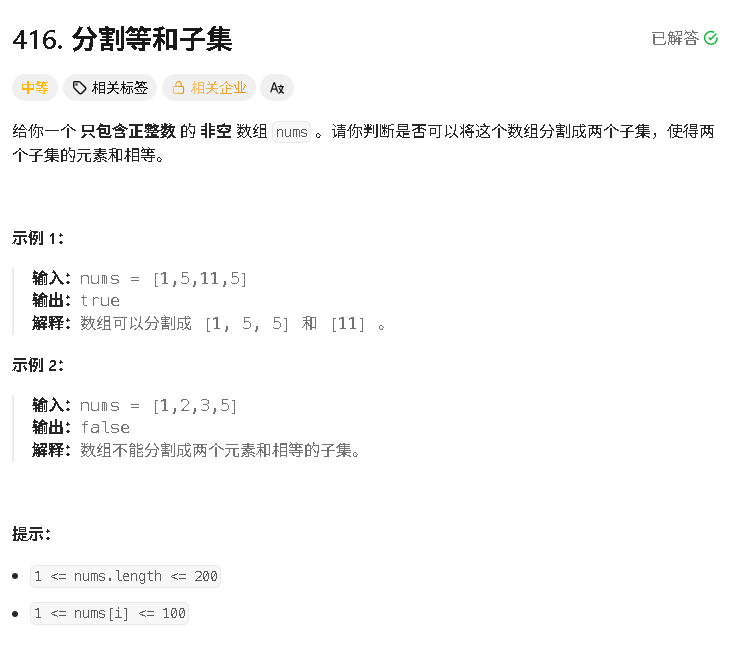 416. 分割等和子集
已解答
中等
相关标签
相关企业
Aあ
给你一个 只包含正整数 的 非空 数组 nums 。请你判断是否可以将这个数组分割成两个子集，使得两
个子集的元素和相等。
示例 1：
输入：nums = [1,5,11,5]
输出：true
解释：数组可以分割成 [1, 5, 5] 和 [11] 。
示例 2：
输入：nums = [1,2,3,5]
输出：false
解释：数组不能分割成两个元素和相等的子集。
提示：
1 <= nums.length <= 200
1 <= nums[i] <= 100